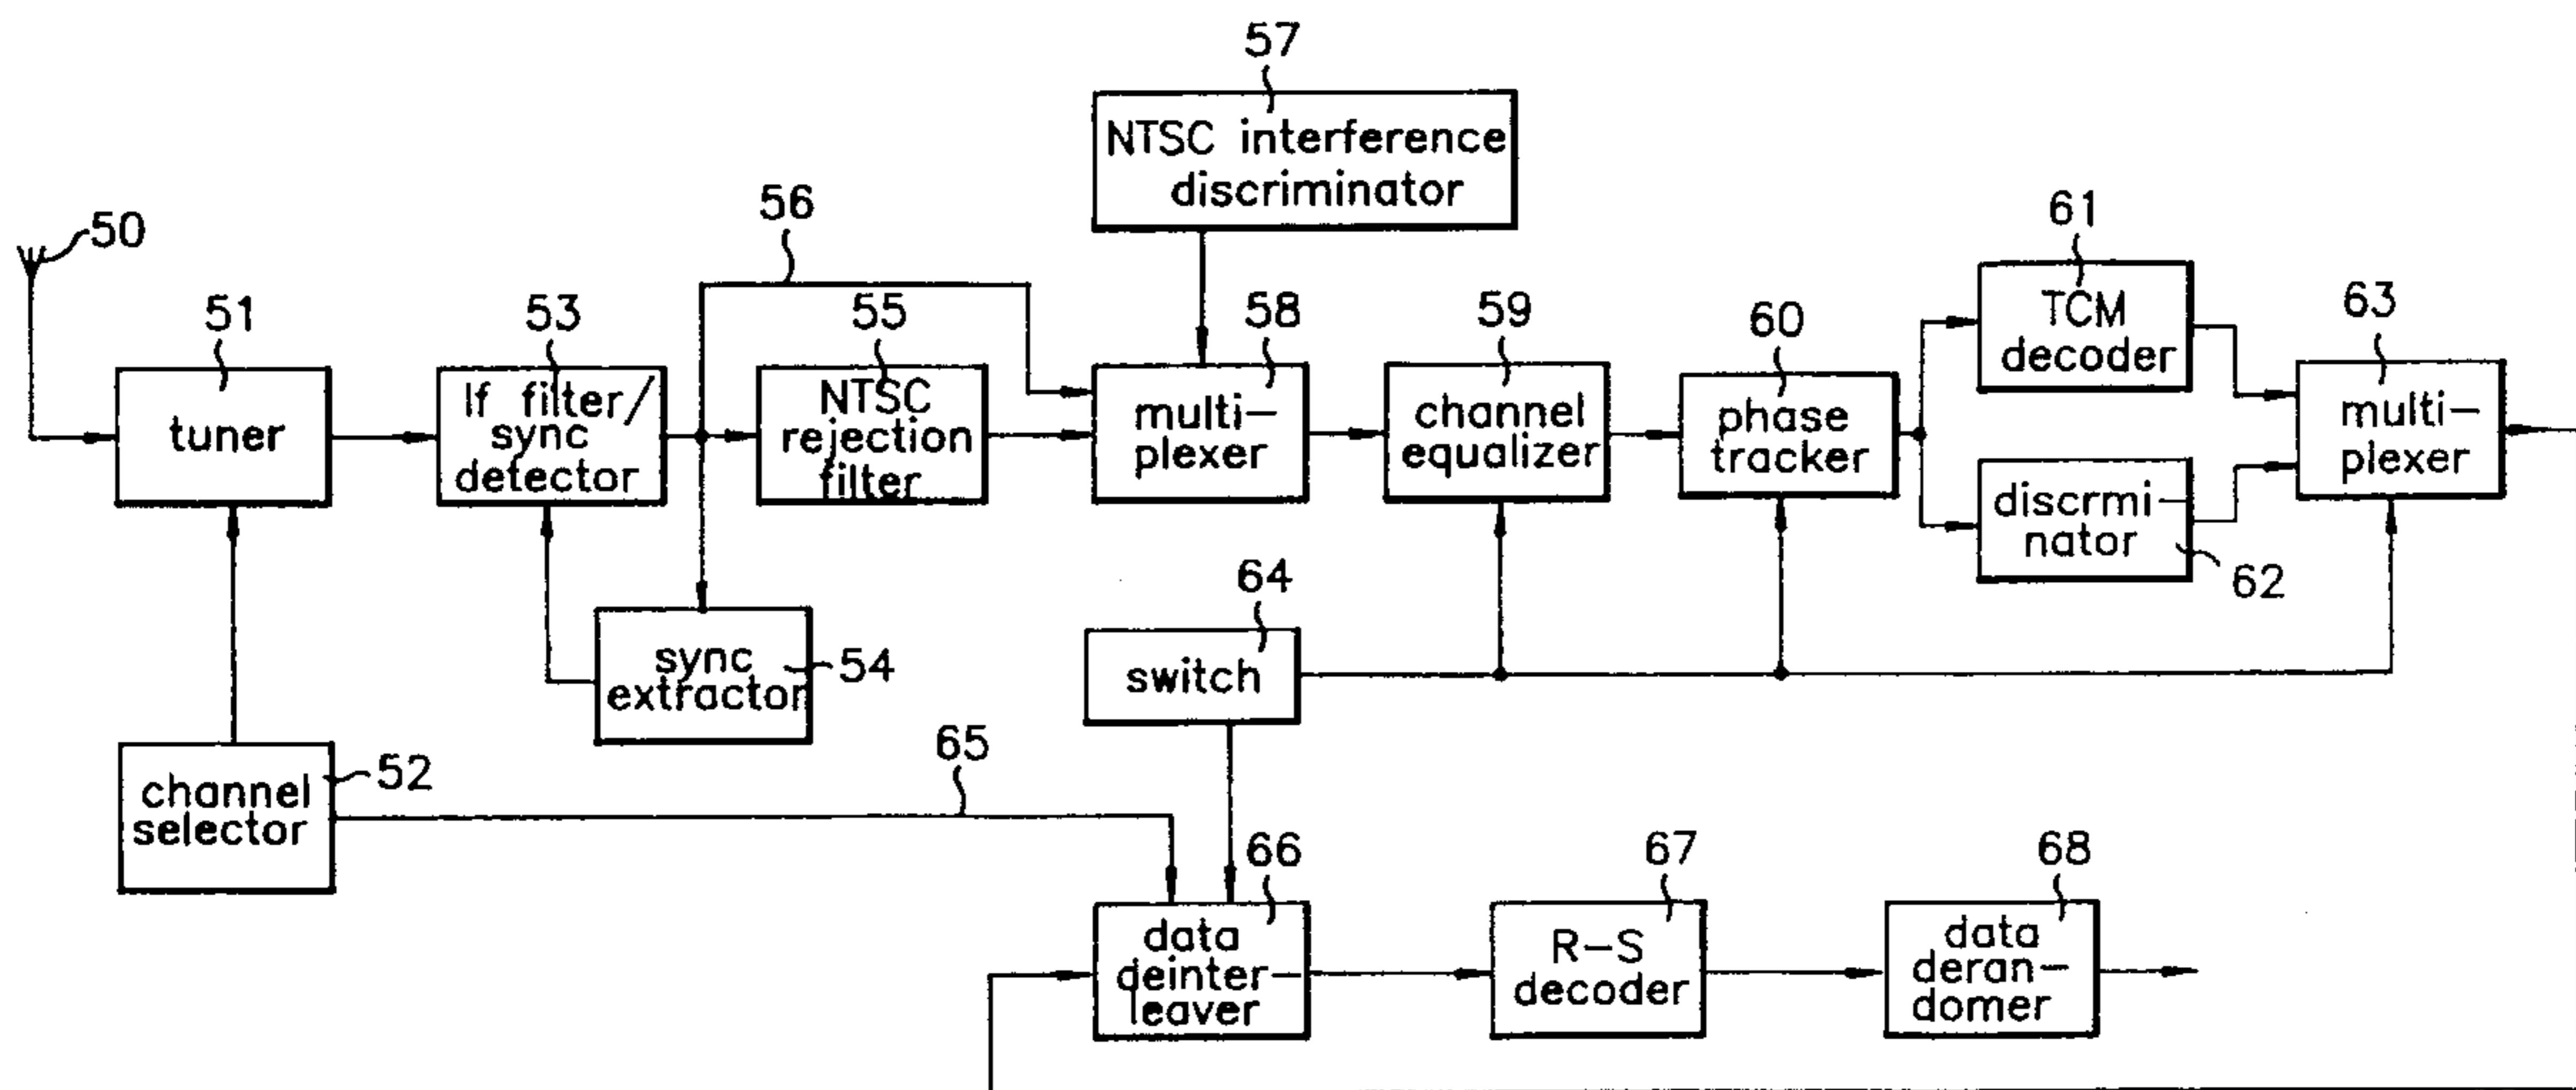 57
NTSC interference
discriminator
56
61
50
51
53
55
58
59
60
63
TCM
decoder
tuner
If filter/
sync
detector
NTSC
rejection
filter
multi-
plexer
channel
equalizer
phase
tracker
multi-
plexer
discrmi-
nator
62
64
switch
sync
extractor
54
65
52
channel
selector
66
67
68
data
deinter-
leaver
R-S
decoder
data
deran-
domer